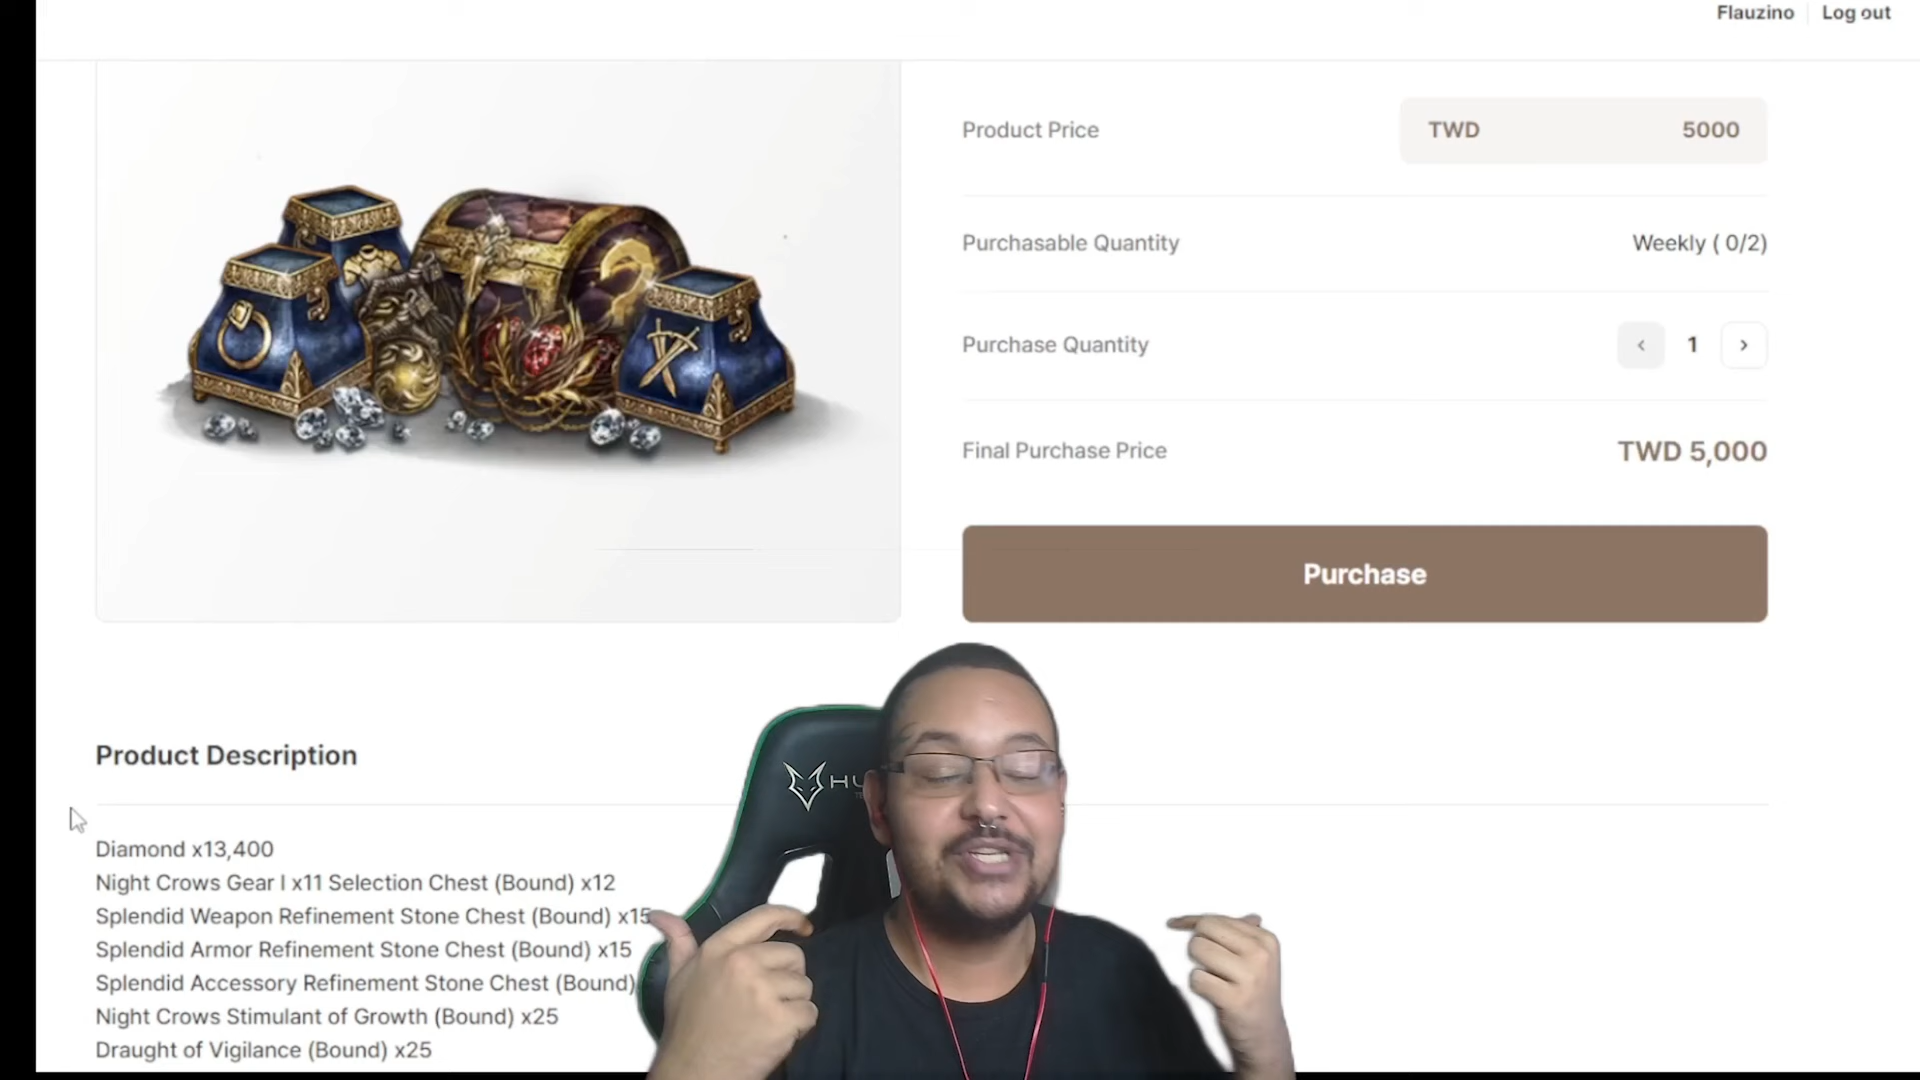 Flauzino
Log out
Product Price
TWD 5000
Purchasable Quantity
Weekly ( 0/2)
Purchase Quantity
1
Final Purchase Price
TWD 5,000
Purchase
Product Description
Diamond x13,400
Night Crows Gear I x11 Selection Chest (Bound) x12
Splendid Weapon Refinement Stone Chest (Bound) x15
Splendid Armor Refinement Stone Chest (Bound) x15
Splendid Accessory Refinement Stone Chest (Bound)
Night Crows Stimulant of Growth (Bound) x25
Draught of Vigilance (Bound) x25